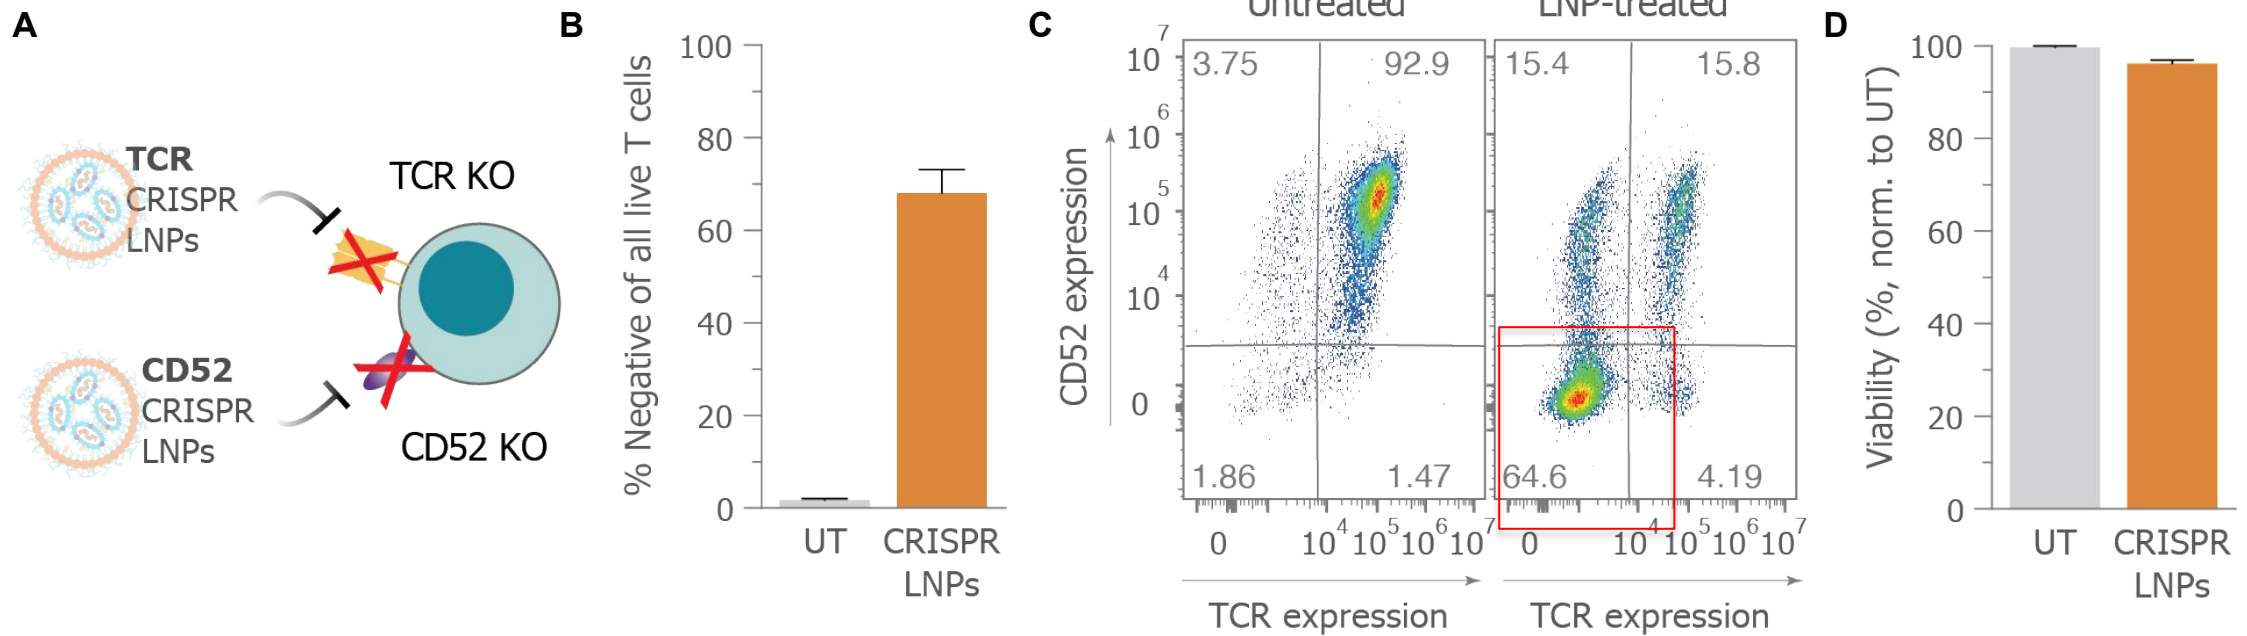 A
TCR
CRISPR
LNPs
TCR KO
CD52
CRISPR
LNPs
CD52 KO
B
% Negative of all live T cells
100
80
60
40
20
0
UT
CRISPR
LNPs
C
Untreated
LNP-treated
CD52 expression
10^7
10^6
10^5
10^4
0
3.75
92.9
1.86
1.47
15.4
15.8
64.6
4.19
0 10^4 10^5 10^6 10^7
0 10^4 10^5 10^6 10^7
TCR expression
TCR expression
D
Viability (%, norm. to UT)
100
80
60
40
20
0
UT
CRISPR
LNPs